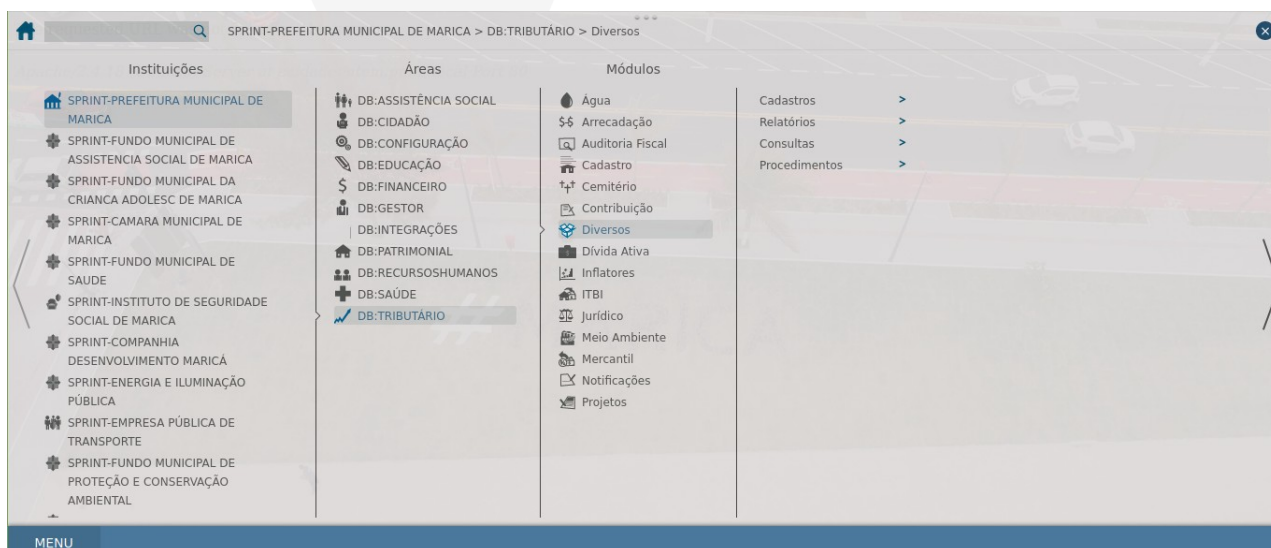 SPRINT-PREFEITURA MUNICIPAL DE MARICA > DB:TRIBUTÁRIO > Diversos
Instituições
SPRINT-PREFEITURA MUNICIPAL DE
MARICA
SPRINT-FUNDO MUNICIPAL DE
ASSISTENCIA SOCIAL DE MARICA
SPRINT-FUNDO MUNICIPAL DA
CRIANCA ADOLESC DE MARICA
SPRINT-CAMARA MUNICIPAL DE
MARICA
SPRINT-FUNDO MUNICIPAL DE
SAUDE
SPRINT-INSTITUTO DE SEGURIDADE
SOCIAL DE MARICA
SPRINT-COMPANHIA
DESENVOLVIMENTO MARICÁ
SPRINT-ENERGIA E ILUMINAÇÃO
PÚBLICA
SPRINT-EMPRESA PÚBLICA DE
TRANSPORTE
SPRINT-FUNDO MUNICIPAL DE
PROTEÇÃO E CONSERVAÇÃO
AMBIENTAL
Áreas
DB:ASSISTÊNCIA SOCIAL
DB:CIDADÃO
DB:CONFIGURAÇÃO
DB:EDUCAÇÃO
DB:FINANCEIRO
DB:GESTOR
DB:INTEGRAÇÕES
DB:PATRIMONIAL
DB:RECURSOSHUMANOS
DB:SAÚDE
DB:TRIBUTÁRIO
Módulos
Água
Arrecadação
Auditoria Fiscal
Cadastro
Cemitério
Contribuição
Diversos
Dívida Ativa
Inflatores
ITBI
Jurídico
Meio Ambiente
Mercantil
Notificações
Projetos
Cadastros >
Relatórios >
Consultas >
Procedimentos >
MENU